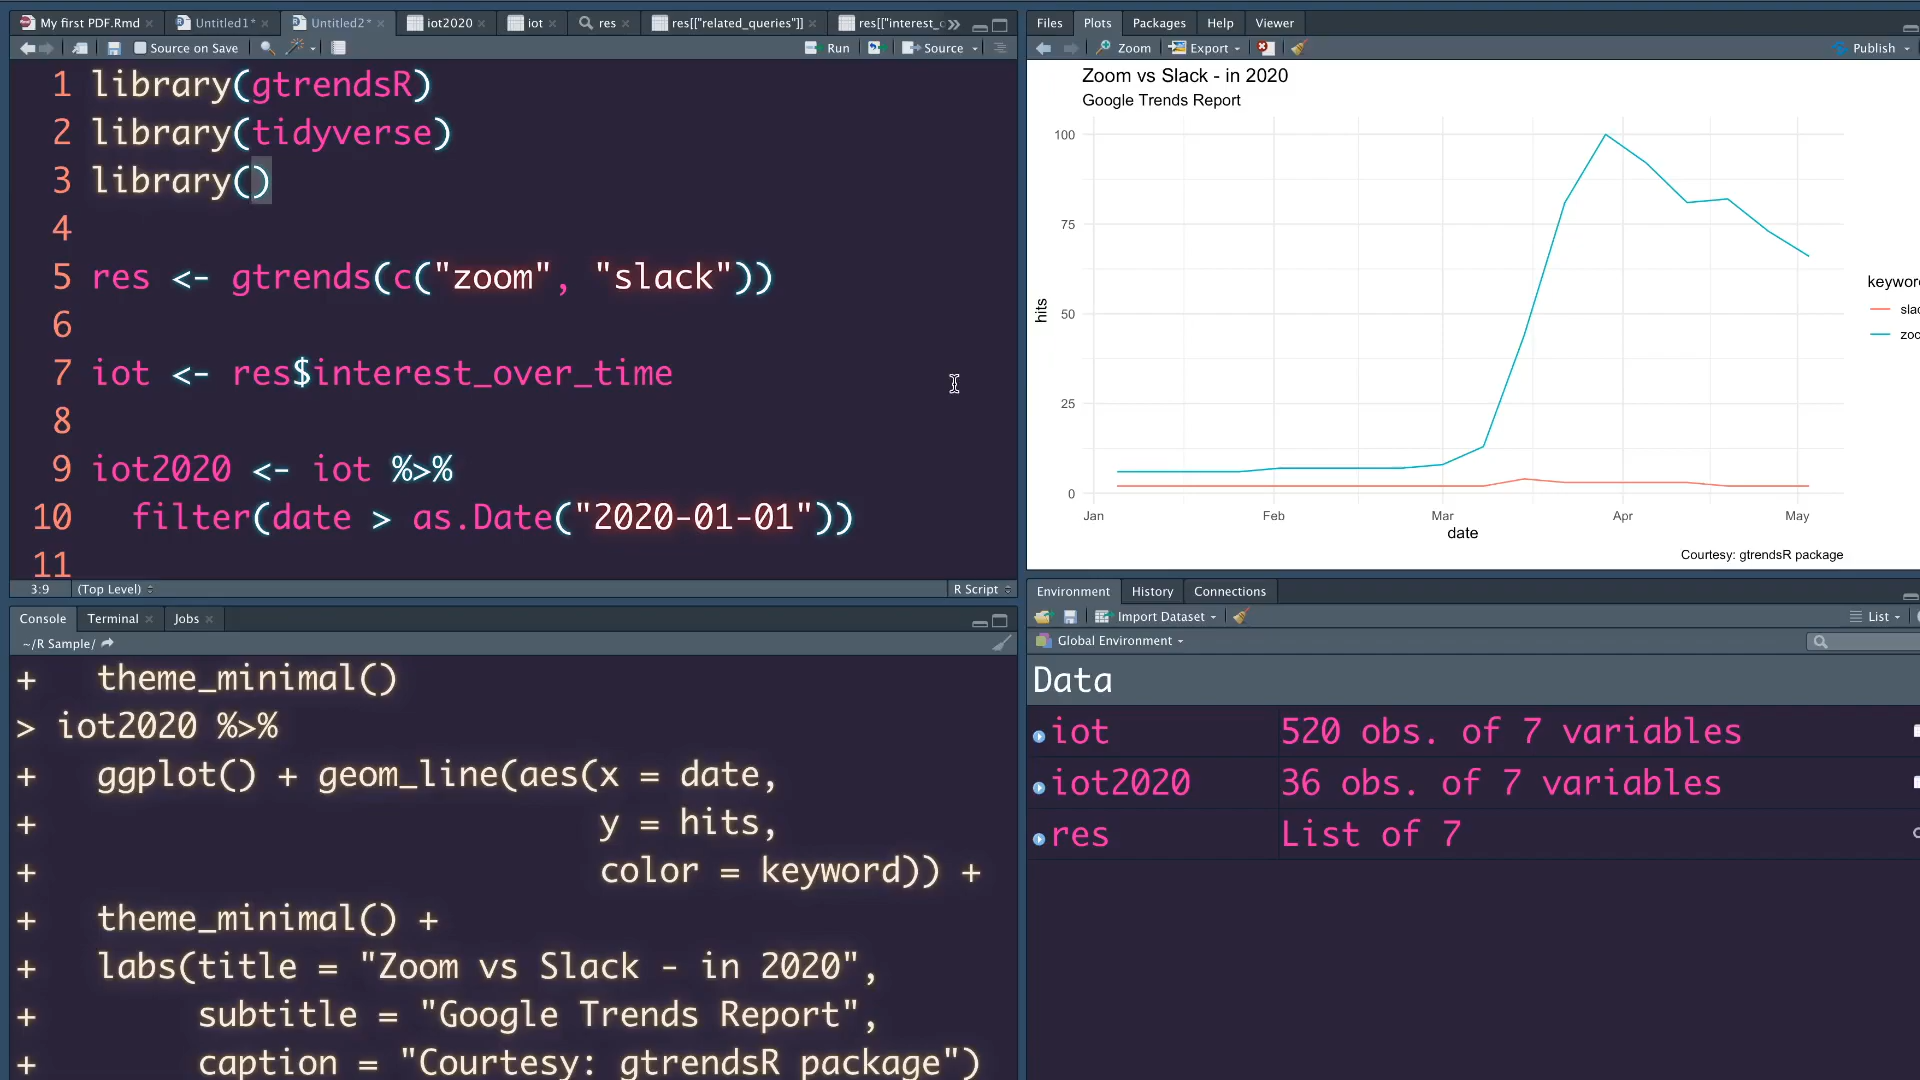 My first PDF.Rmd
Untitled1*
Untitled2*
iot2020
iot
res
res[["related_queries"]]
res[["interest_c
Source on Save
Run
Source
1 library(gtrendsR)
2 library(tidyverse)
3 library()
4
5 res <- gtrends(c("zoom", "slack"))
6
7 iot <- res$interest_over_time
8
9 iot2020 <- iot %>%
10 filter(date > as.Date("2020-01-01"))
11
3:9 (Top Level) R Script
Console Terminal Jobs
~/R Sample/
+ theme_minimal()
> iot2020 %>%
+ ggplot() + geom_line(aes(x = date,
+ y = hits,
+ color = keyword)) +
+ theme_minimal() +
+ labs(title = "Zoom vs Slack - in 2020",
+ subtitle = "Google Trends Report",
+ caption = "Courtesy: gtrendsR package")
Files Plots Packages Help Viewer
Zoom Export Publish
Zoom vs Slack - in 2020
Google Trends Report
100
75
50
25
0
hits
Jan Feb Mar Apr May
date
Courtesy: gtrendsR package
keywor
slac
zoo
Environment History Connections
Import Dataset List
Global Environment
Data
iot 520 obs. of 7 variables
iot2020 36 obs. of 7 variables
res List of 7